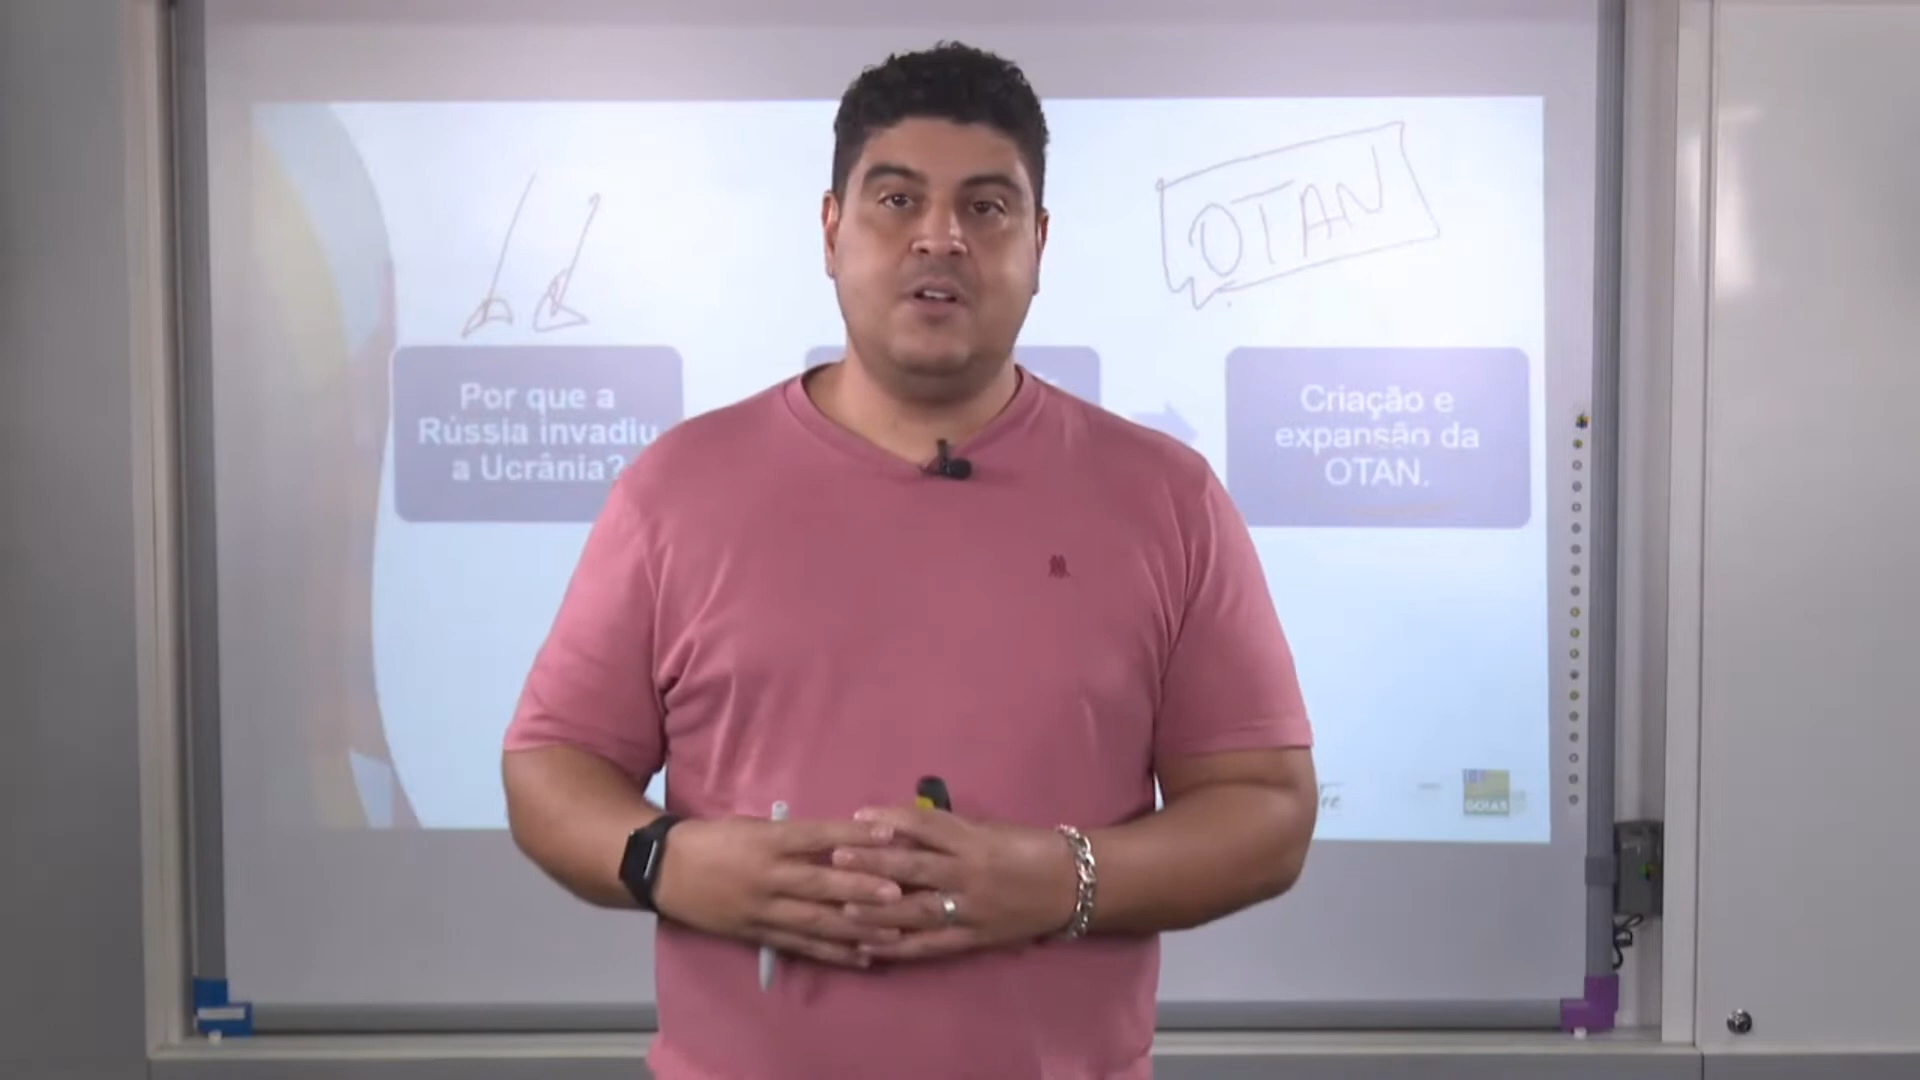 OTAN
Por que a
Rússia invadiu
a Ucrânia?
Criação e
expansão da
OTAN.
GOIÁS